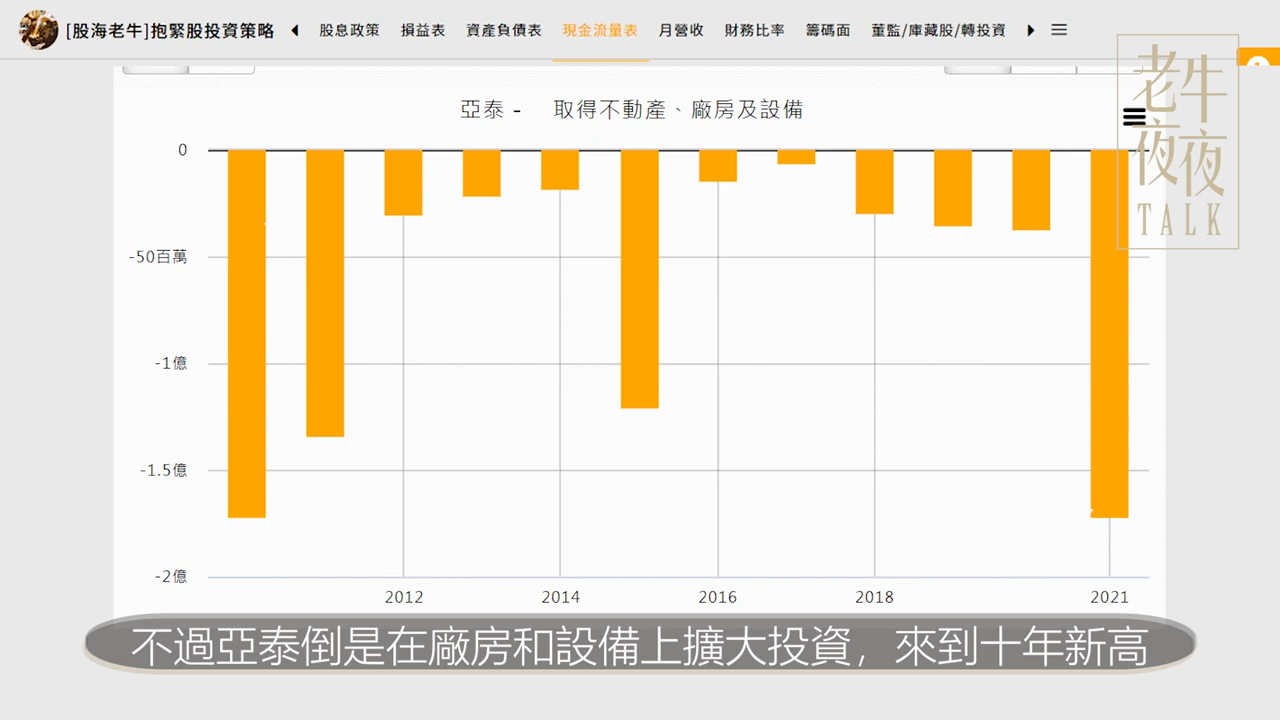 [股海老牛]抱緊股投資策略 股息政策 損益表 資產負債表 現金流量表 月營收 財務比率 籌碼面 董監/庫藏股/轉投資
老牛
夜夜
TALK
亞泰 - 取得不動產、廠房及設備
0
-50百萬
-1億
-1.5億
-2億
2012 2014 2016 2018 2021
不過亞泰倒是在廠房和設備上擴大投資，來到十年新高